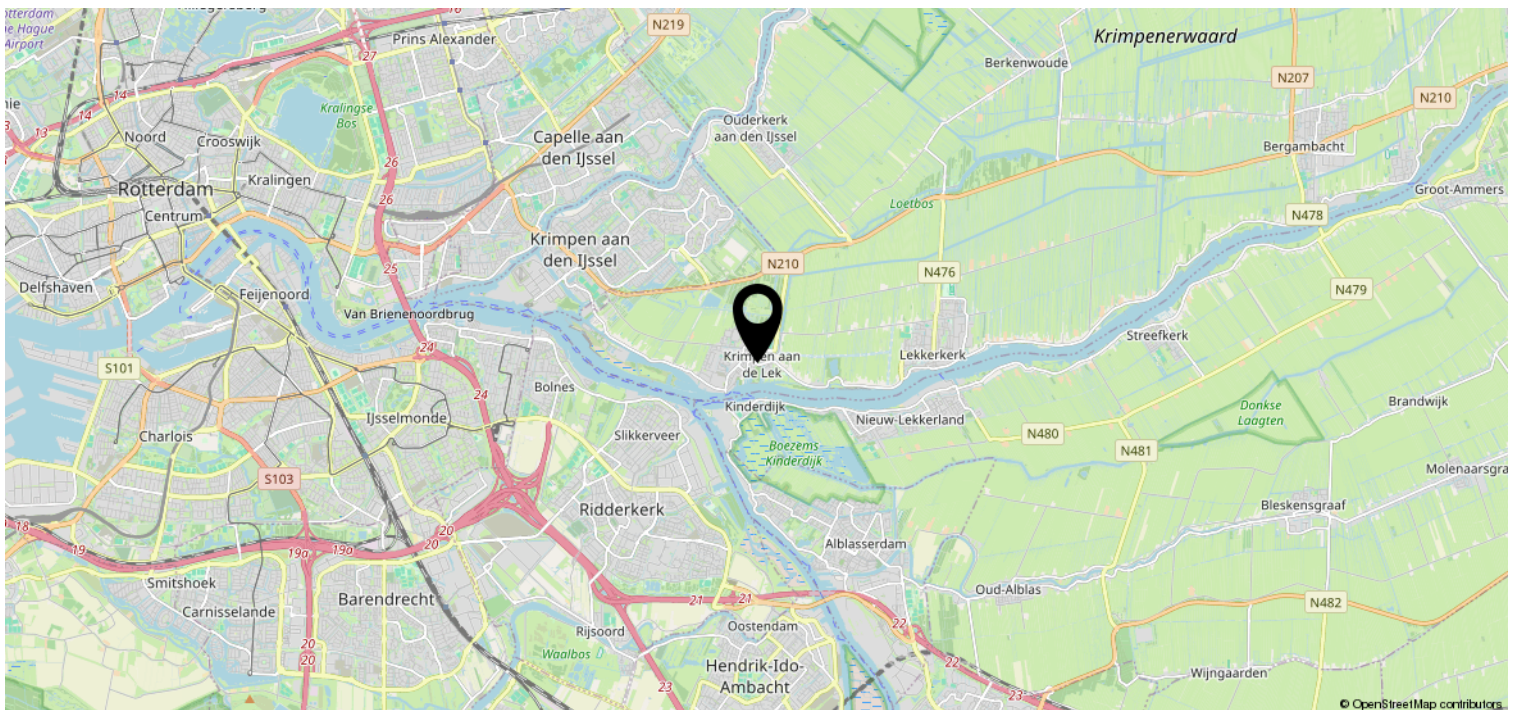 Rotterdam
Hague
Airport
N219
16
Krimpenerwaard
Prins Alexander
27
Berkenwoude
N207
N210
14
Kralingse
Bos
14
13
13
Noord
Crooswijk
Ouderkerk
aan den IJssel
Capelle aan
den IJssel
Bergambacht
26
Kralingen
Rotterdam
Centrum
26
Groot-Ammers
Loetbos
N478
Krimpen aan
den IJssel
N210
25
N476
Delfshaven
Feijenoord
N479
Van Brienenoordbrug
Streefkerk
24
Krimpen aan
de Lek
Lekkerkerk
S101
Bolnes
24
Kinderdijk
Brandwijk
IJsselmonde
Nieuw-Lekkerland
Donkse
Laagten
Charlois
Slikkerveer
N480
Boezems
Kinderdijk
N481
Molenaarsgra
S103
Ridderkerk
Bleskensgraaf
18
20
Alblasserdam
19
19a
19a
20
Smitshoek
Oud-Alblas
Barendrecht
21
21
N482
Carnisselande
22
Rijsoord
Oostendam
20
20
Waalbos
22
Hendrik-Ido-
Ambacht
Wijngaarden
23
23
© OpenStreetMap contributors